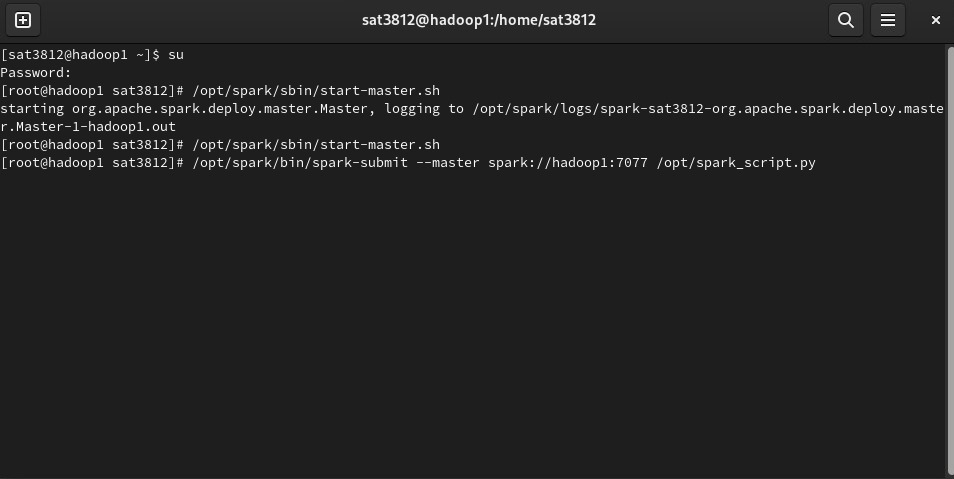 sat3812@hadoop1:/home/sat3812
[sat3812@hadoop1 ~]$ su
Password:
[root@hadoop1 sat3812]# /opt/spark/sbin/start-master.sh
starting org.apache.spark.deploy.master.Master, logging to /opt/spark/logs/spark-sat3812-org.apache.spark.deploy.maste
r.Master-1-hadoop1.out
[root@hadoop1 sat3812]# /opt/spark/sbin/start-master.sh
[root@hadoop1 sat3812]# /opt/spark/bin/spark-submit --master spark://hadoop1:7077 /opt/spark_script.py